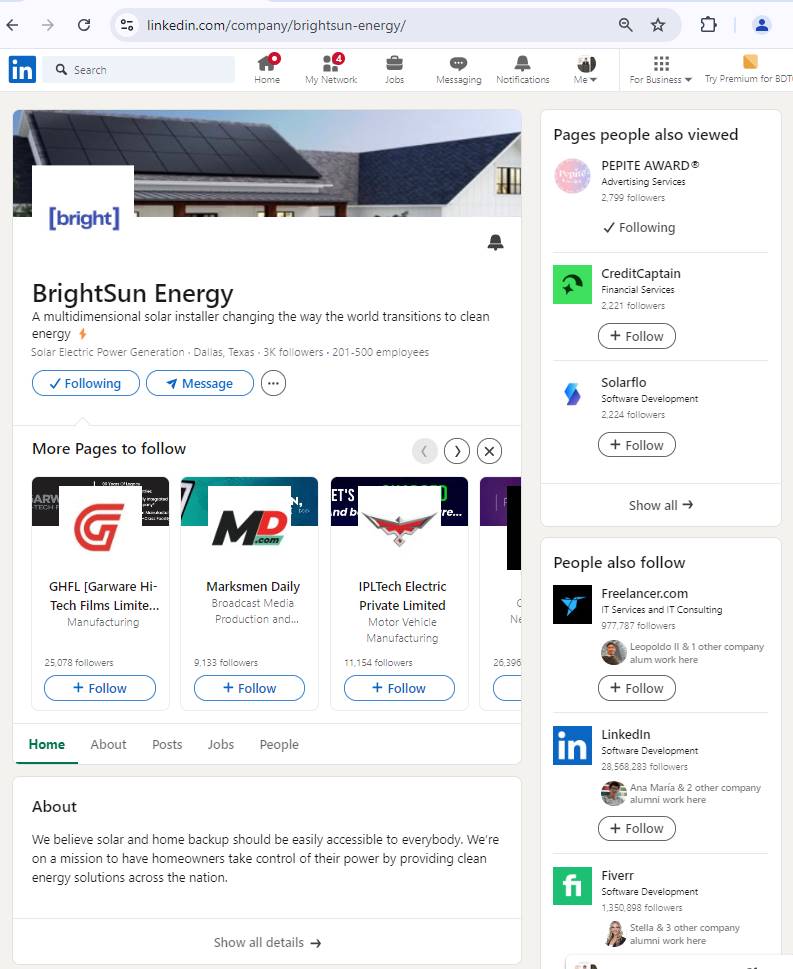 linkedin.com/company/brightsun-energy/
in
Search
Home
4
My Network
Jobs
Messaging
Notifications
Me
For Business
Try Premium for BDT
[bright]
BrightSun Energy
A multidimensional solar installer changing the way the world transitions to clean
energy ⚡
Solar Electric Power Generation · Dallas, Texas · 3K followers · 201-500 employees
✓ Following
Message
···
More Pages to follow
GHFL [Garware Hi-
Tech Films Limite...
Manufacturing
25,078 followers
+ Follow
MD
.com
Marksmen Daily
Broadcast Media
Production and...
9,133 followers
+ Follow
ET'S
re...
IPLTech Electric
Private Limited
Motor Vehicle
Manufacturing
11,154 followers
+ Follow
26,396
Home
About
Posts
Jobs
People
About
We believe solar and home backup should be easily accessible to everybody. We're
on a mission to have homeowners take control of their power by providing clean
energy solutions across the nation.
Show all details →
Pages people also viewed
Pepite
PEPITE AWARD®
Advertising Services
2,799 followers
✓ Following
CreditCaptain
Financial Services
2,221 followers
+ Follow
Solarflo
Software Development
2,224 followers
+ Follow
Show all →
People also follow
Freelancer.com
IT Services and IT Consulting
977,787 followers
Leopoldo II & 1 other company
alum work here
+ Follow
in
LinkedIn
Software Development
28,568,283 followers
Ana María & 2 other company
alumni work here
+ Follow
fi
Fiverr
Software Development
1,350,898 followers
Stella & 3 other company
alumni work here